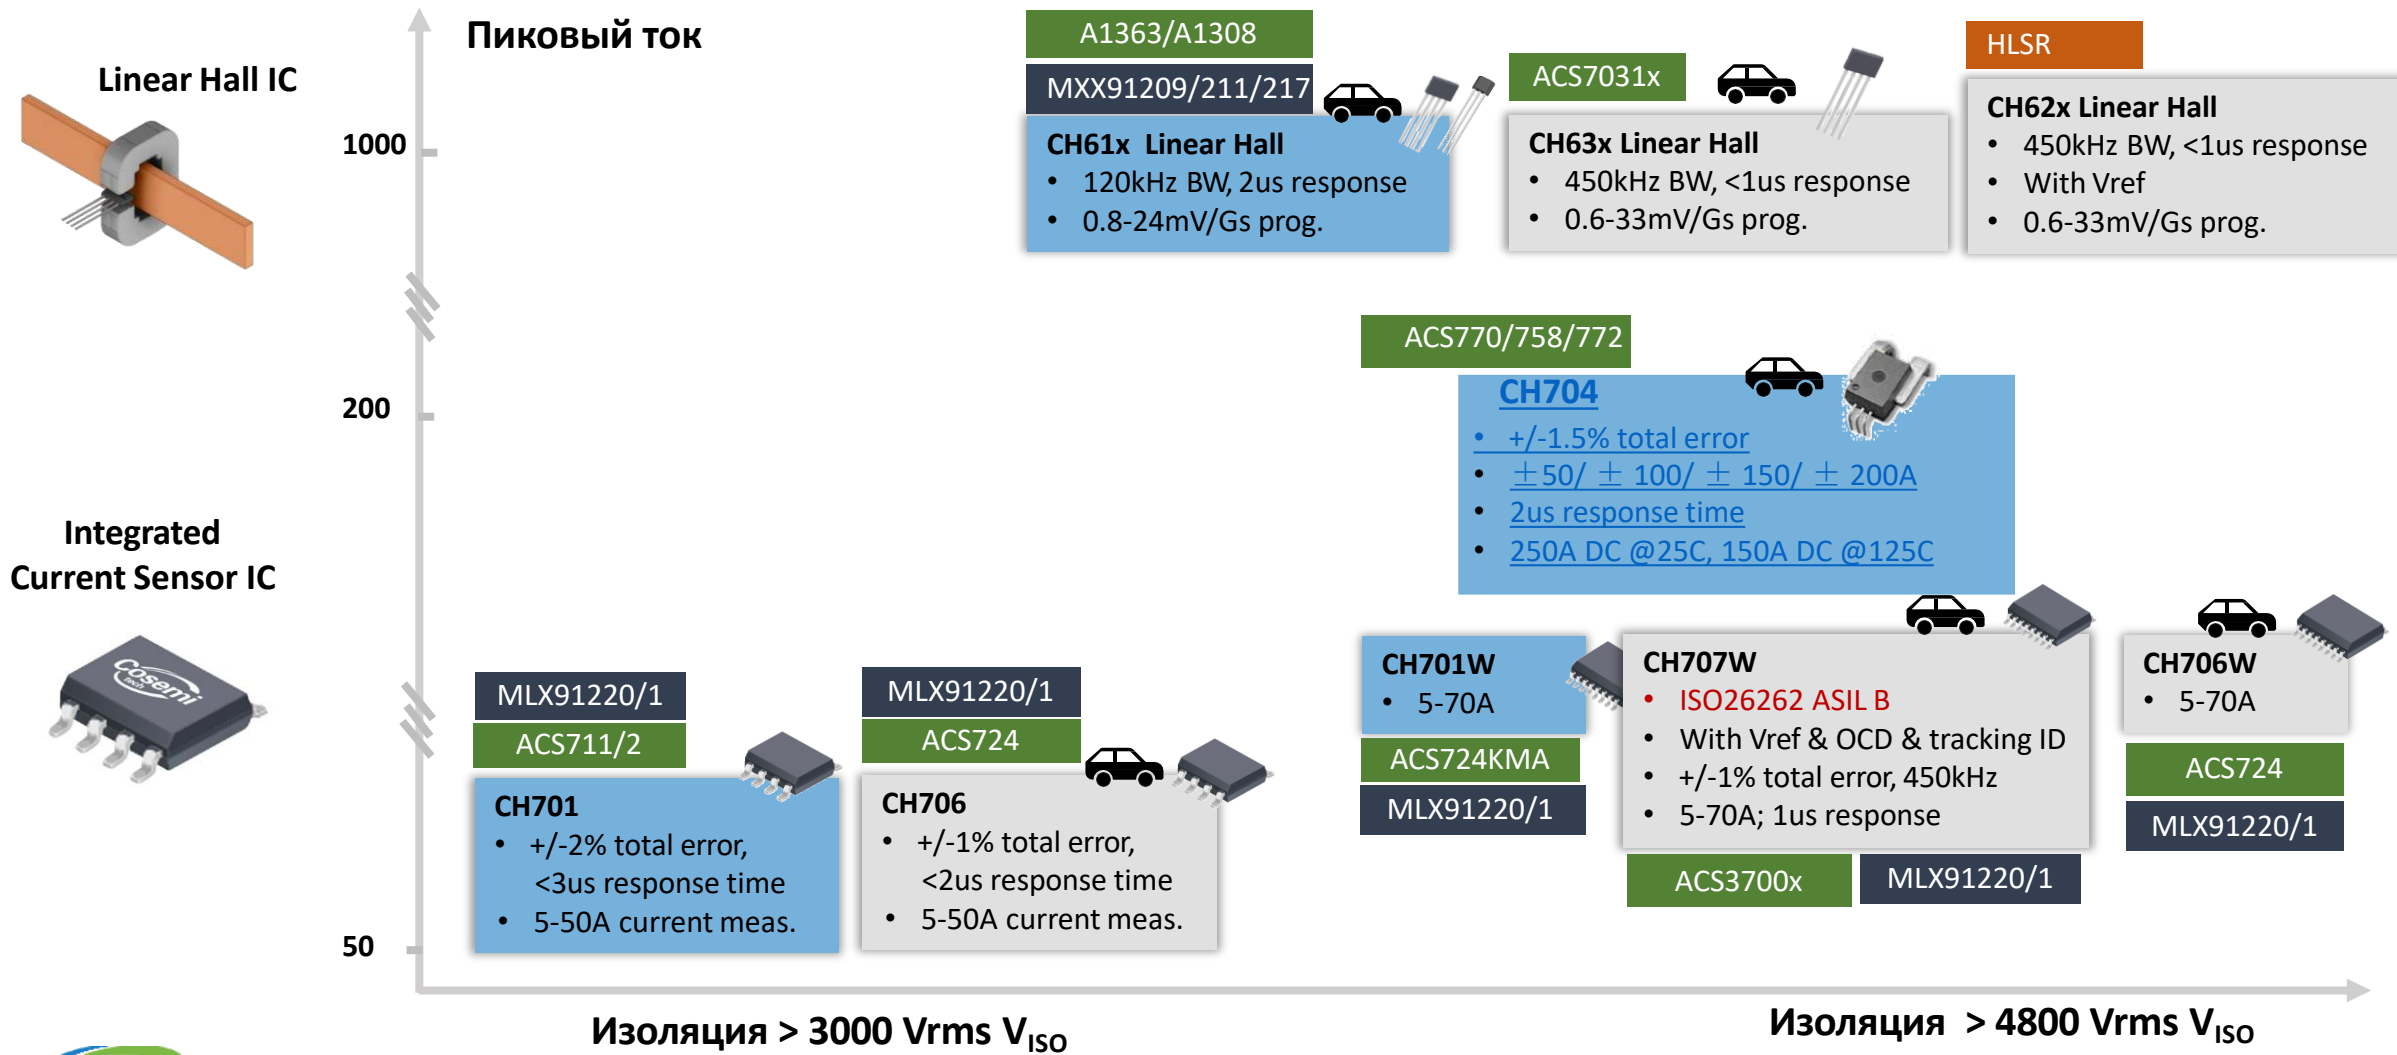 Пиковый ток
Linear Hall IC
1000
200
50
Integrated
Current Sensor IC
Cosemi
tech
A1363/A1308
MXX91209/211/217
CH61x Linear Hall
• 120kHz BW, 2us response
• 0.8-24mV/Gs prog.
ACS7031x
CH63x Linear Hall
• 450kHz BW, <1us response
• 0.6-33mV/Gs prog.
HLSR
CH62x Linear Hall
• 450kHz BW, <1us response
• With Vref
• 0.6-33mV/Gs prog.
ACS770/758/772
CH704
• +/-1.5% total error
• ±50/ ± 100/ ± 150/ ± 200A
• 2us response time
• 250A DC @25C, 150A DC @125C
MLX91220/1
ACS711/2
CH701
• +/-2% total error,
<3us response time
• 5-50A current meas.
MLX91220/1
ACS724
CH706
• +/-1% total error,
<2us response time
• 5-50A current meas.
CH701W
• 5-70A
ACS724KMA
MLX91220/1
CH707W
• ISO26262 ASIL B
• With Vref & OCD & tracking ID
• +/-1% total error, 450kHz
• 5-70A; 1us response
ACS3700x
MLX91220/1
CH706W
• 5-70A
ACS724
MLX91220/1
Изоляция > 3000 Vrms VISO
Изоляция > 4800 Vrms VISO